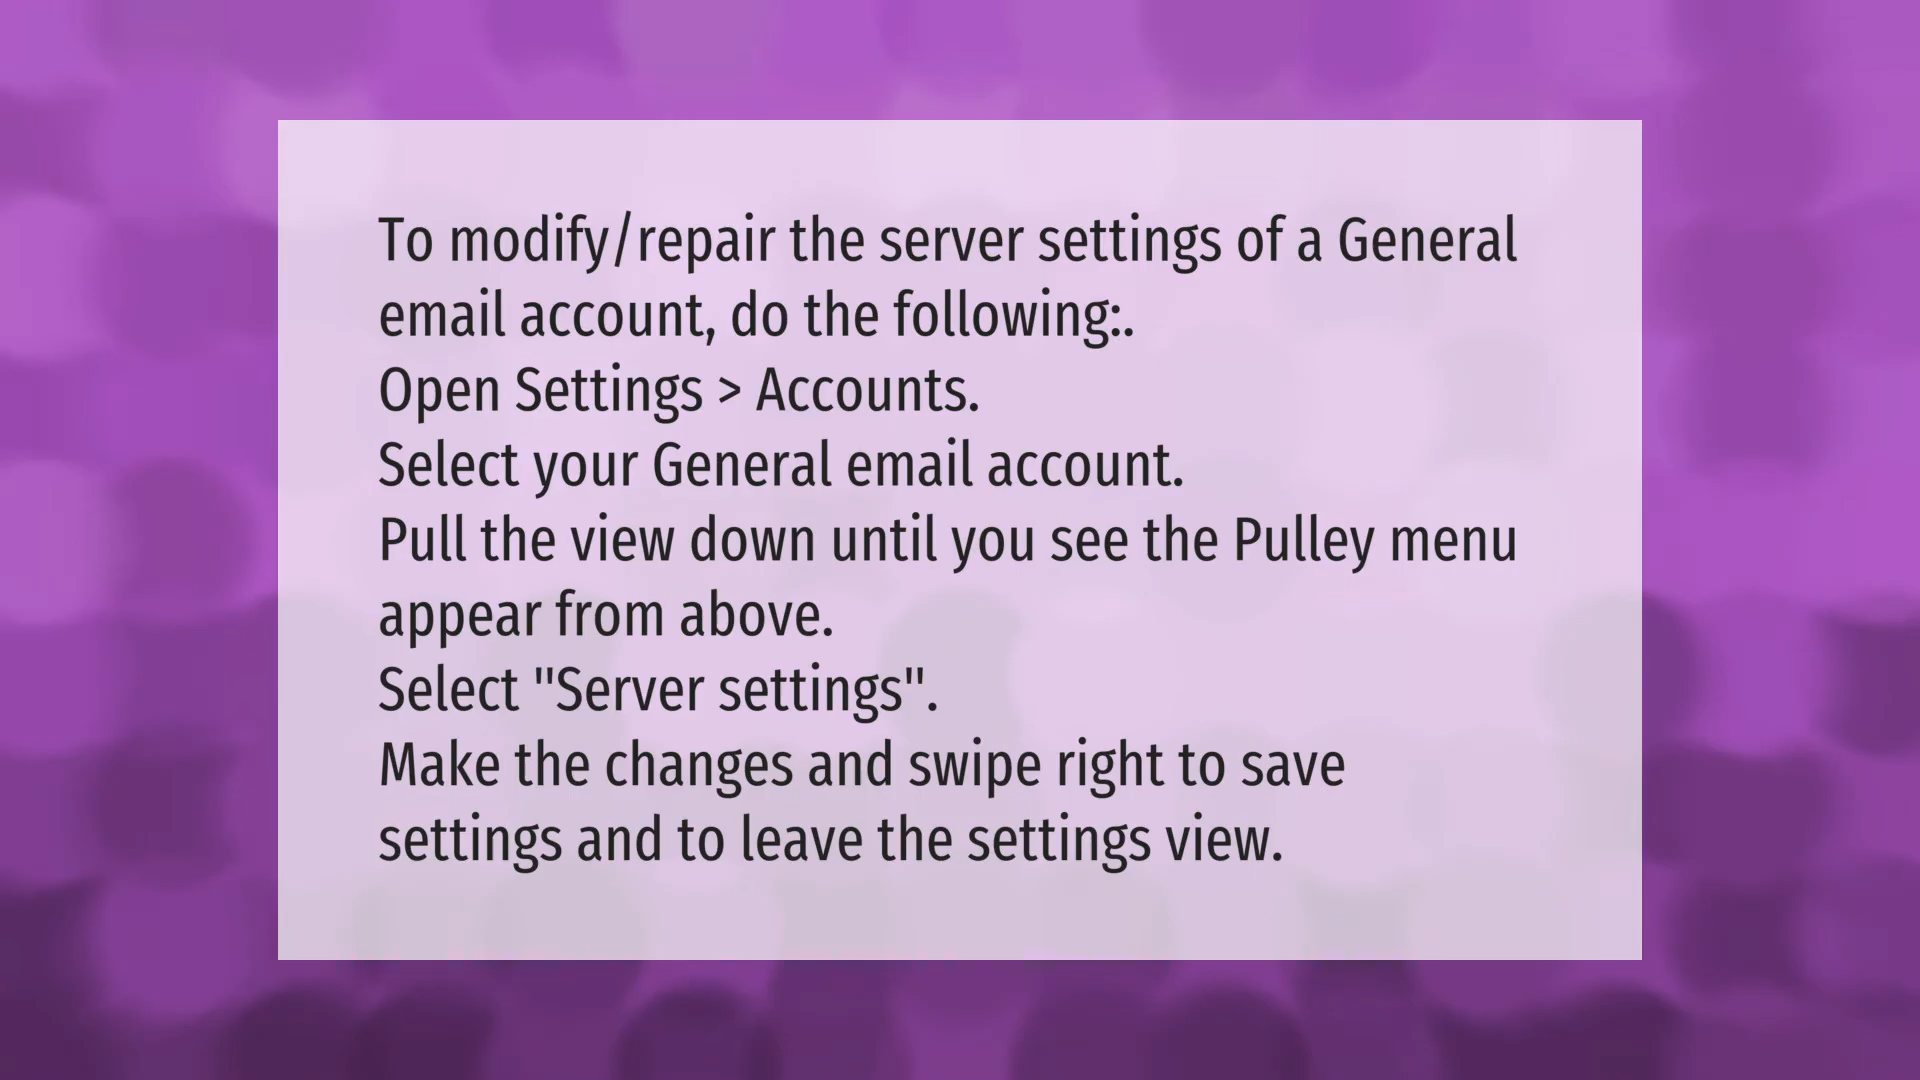 To modify/repair the server settings of a General
email account, do the following:.
Open Settings > Accounts.
Select your General email account.
Pull the view down until you see the Pulley menu
appear from above.
Select "Server settings".
Make the changes and swipe right to save
settings and to leave the settings view.